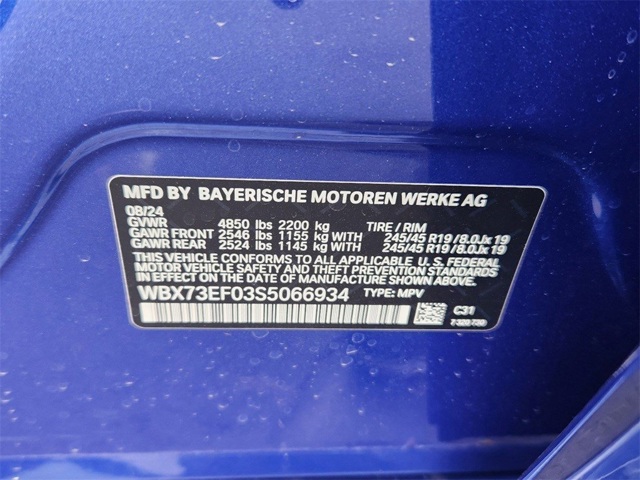 MFD BY BAYERISCHE MOTOREN WERKE AG
08/24
GVWR 4850 lbs 2200 kg TIRE / RIM
GAWR FRONT 2546 lbs 1155 kg WITH 245/45 R19 / 8.0Jx 19
GAWR REAR 2524 lbs 1145 kg WITH 245/45 R19 / 8.0Jx 19
THIS VEHICLE CONFORMS TO ALL APPLICABLE U. S. FEDERAL
MOTOR VEHICLE SAFETY, BUMPER, AND THEFT PREVENTION
STANDARDS IN EFFECT ON THE DATE OF MANUFACTURE SHOWN ABOVE.
WBX73EF03S5066934 TYPE: MPV
C31